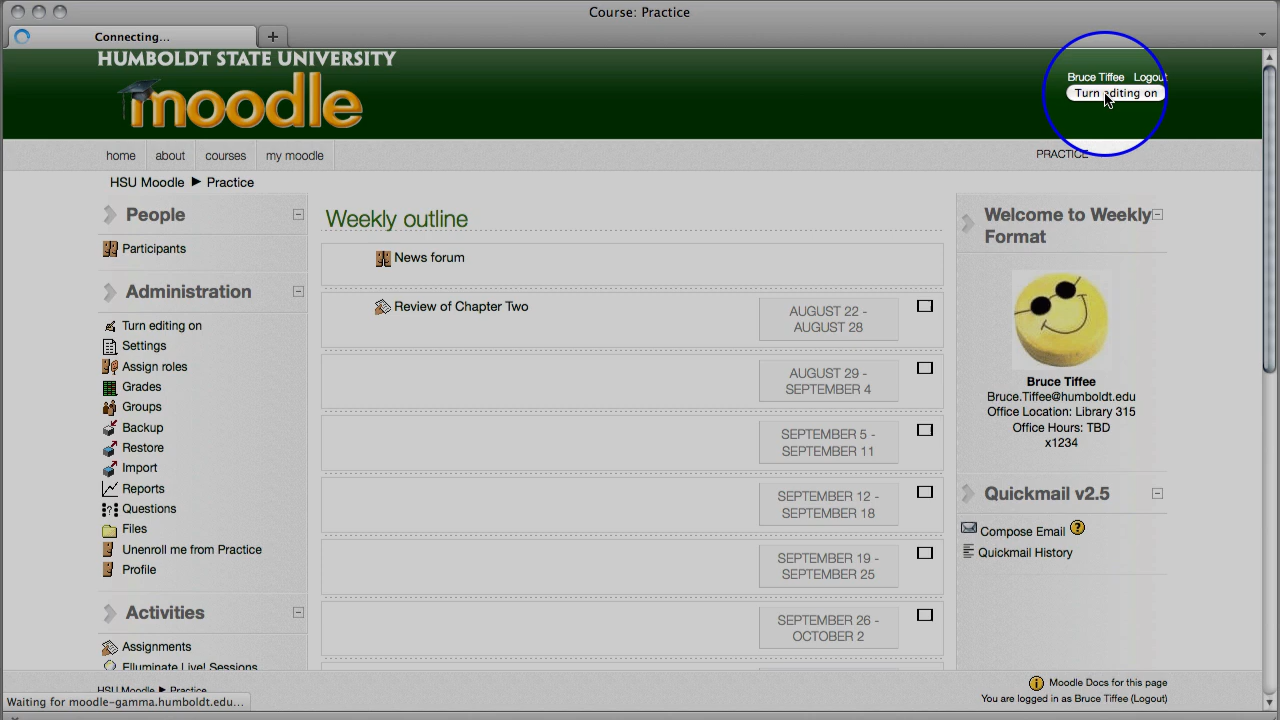 Course: Practice
Connecting...
HUMBOLDT STATE UNIVERSITY
moodle
Bruce Tiffee Logout
Turn editing on
home about courses my moodle
PRACTICE
HSU Moodle ► Practice
People
Participants
Administration
Turn editing on
Settings
Assign roles
Grades
Groups
Backup
Restore
Import
Reports
Questions
Files
Unenroll me from Practice
Profile
Activities
Assignments
Elluminate Live! Sessions
Weekly outline
News forum
Review of Chapter Two
AUGUST 22 -
AUGUST 28
AUGUST 29 -
SEPTEMBER 4
SEPTEMBER 5 -
SEPTEMBER 11
SEPTEMBER 12 -
SEPTEMBER 18
SEPTEMBER 19 -
SEPTEMBER 25
SEPTEMBER 26 -
OCTOBER 2
Welcome to Weekly
Format
Bruce Tiffee
Bruce.Tiffee@humboldt.edu
Office Location: Library 315
Office Hours: TBD
x1234
Quickmail v2.5
Compose Email
Quickmail History
HSU Moodle ► Practice
Moodle Docs for this page
You are logged in as Bruce Tiffee (Logout)
Waiting for moodle-gamma.humboldt.edu...